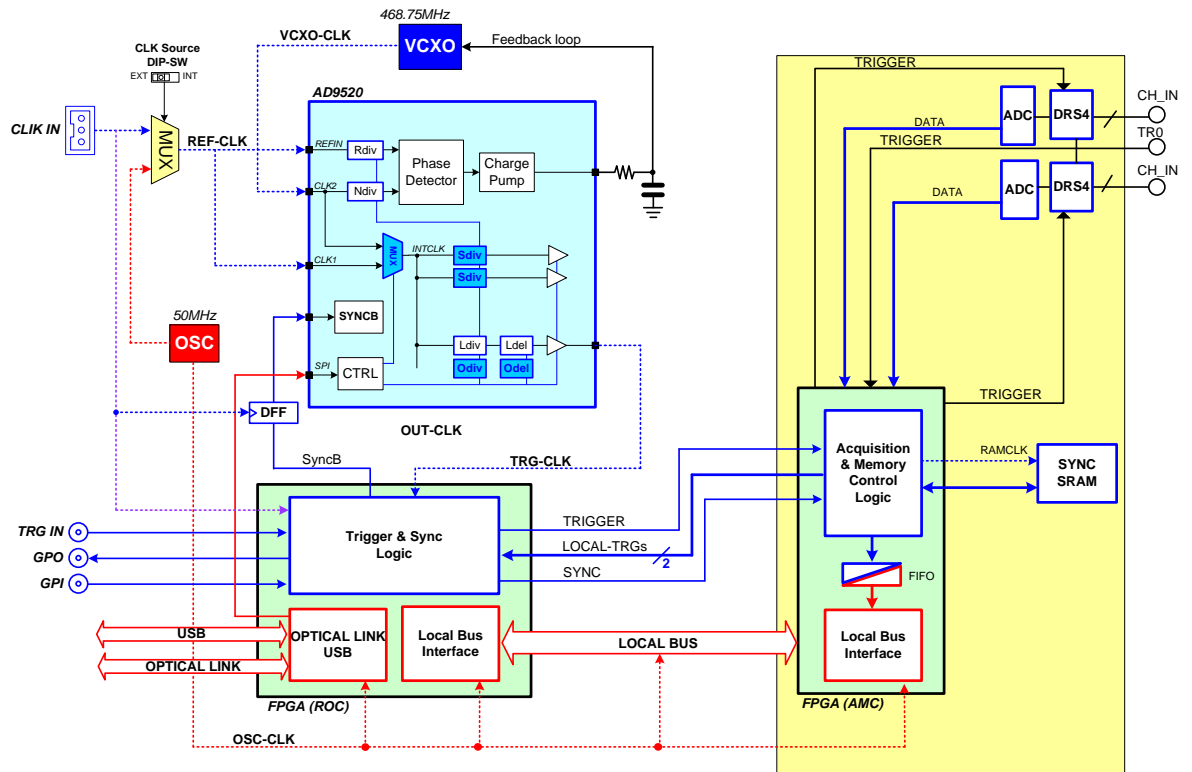 468.75MHz
VCXO-CLK
VCXO
Feedback loop
CLK Source
DIP-SW
EXT
INT
CLIK IN
MUX
REF-CLK
AD9520
REFIN
Rdiv
Phase
Detector
Charge
Pump
CLK2
Ndiv
MUX
INTCLK
Sdiv
CLK1
Sdiv
50MHz
OSC
SYNCB
Ldiv
Ldel
SPI
CTRL
Odiv
Odel
DFF
OUT-CLK
SyncB
TRG-CLK
TRIGGER
CH_IN
ADC
DRS4
DATA
TR0
TRIGGER
ADC
DRS4
CH_IN
DATA
TRIGGER
Acquisition
& Memory
Control
Logic
RAMCLK
SYNC
SRAM
TRG IN
GPO
GPI
Trigger & Sync
Logic
TRIGGER
LOCAL-TRGs
2
SYNC
FIFO
USB
OPTICAL LINK
OPTICAL LINK
USB
Local Bus
Interface
LOCAL BUS
Local Bus
Interface
FPGA (ROC)
FPGA (AMC)
OSC-CLK